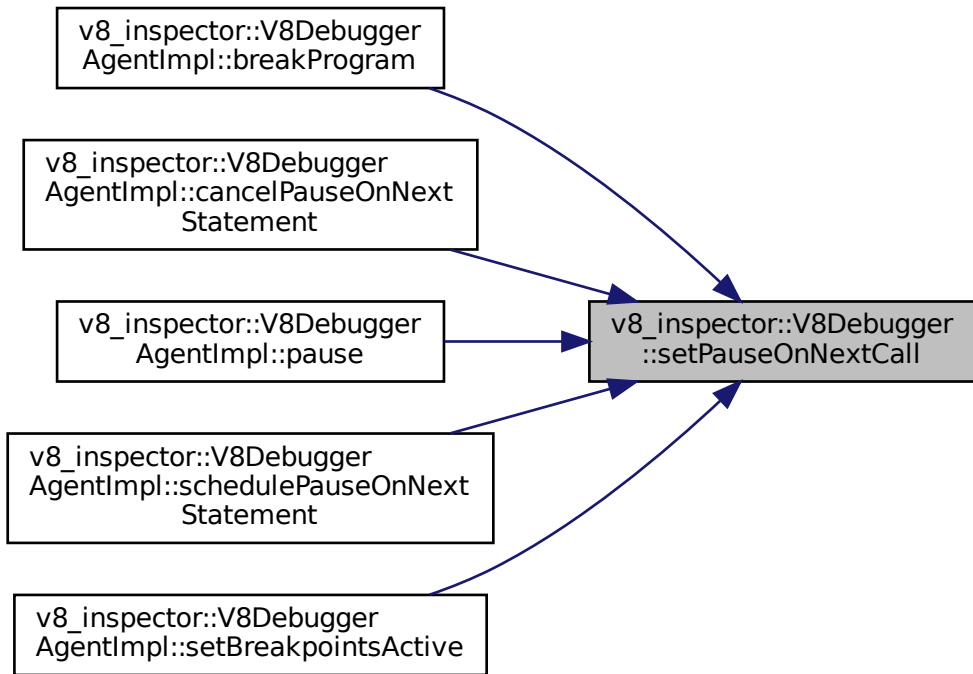 v8_inspector::V8Debugger
AgentImpl::breakProgram
v8_inspector::V8Debugger
AgentImpl::cancelPauseOnNext
Statement
v8_inspector::V8Debugger
AgentImpl::pause
v8_inspector::V8Debugger
::setPauseOnNextCall
v8_inspector::V8Debugger
AgentImpl::schedulePauseOnNext
Statement
v8_inspector::V8Debugger
AgentImpl::setBreakpointsActive